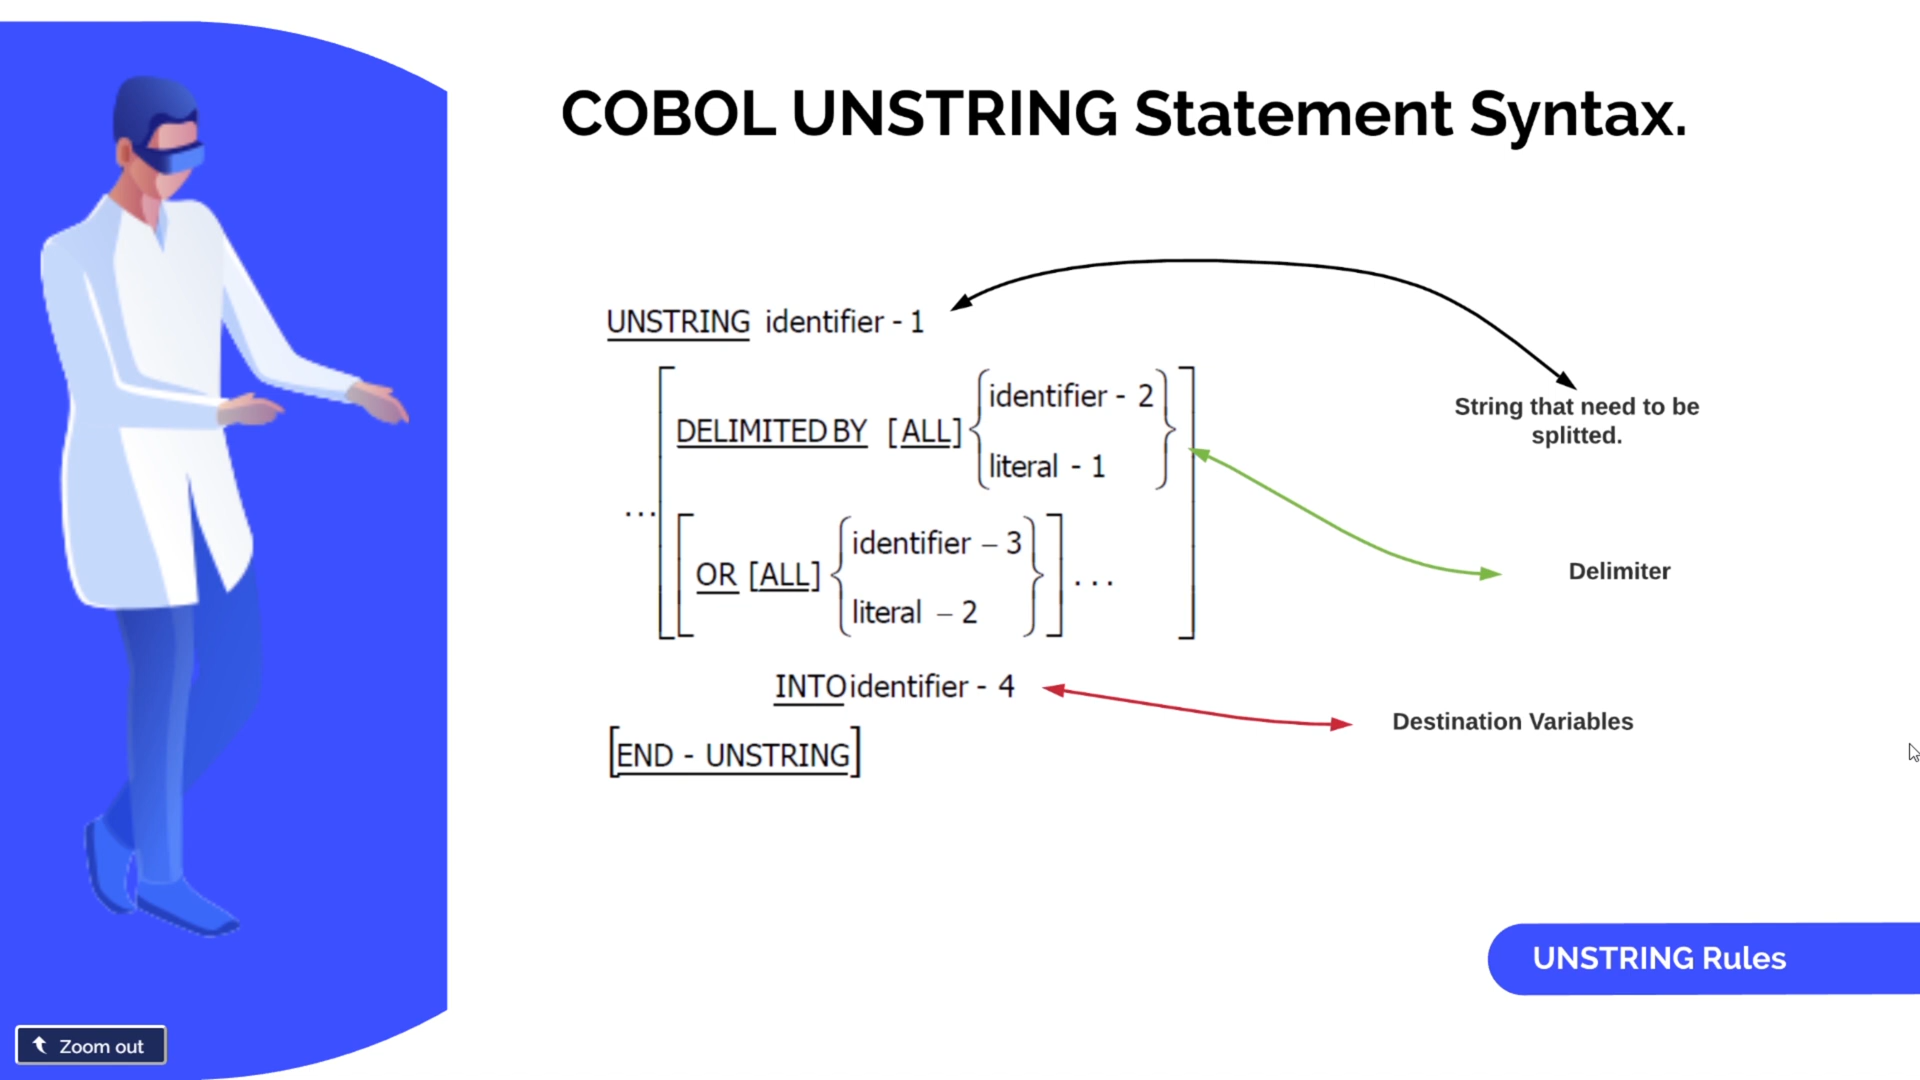 COBOL UNSTRING Statement Syntax.
UNSTRING identifier - 1
identifier - 2
DELIMITED BY [ALL]
literal - 1
...
identifier – 3
OR [ALL]
...
literal – 2
INTO identifier - 4
[END - UNSTRING]
String that need to be
splitted.
Delimiter
Destination Variables
UNSTRING Rules
Zoom out